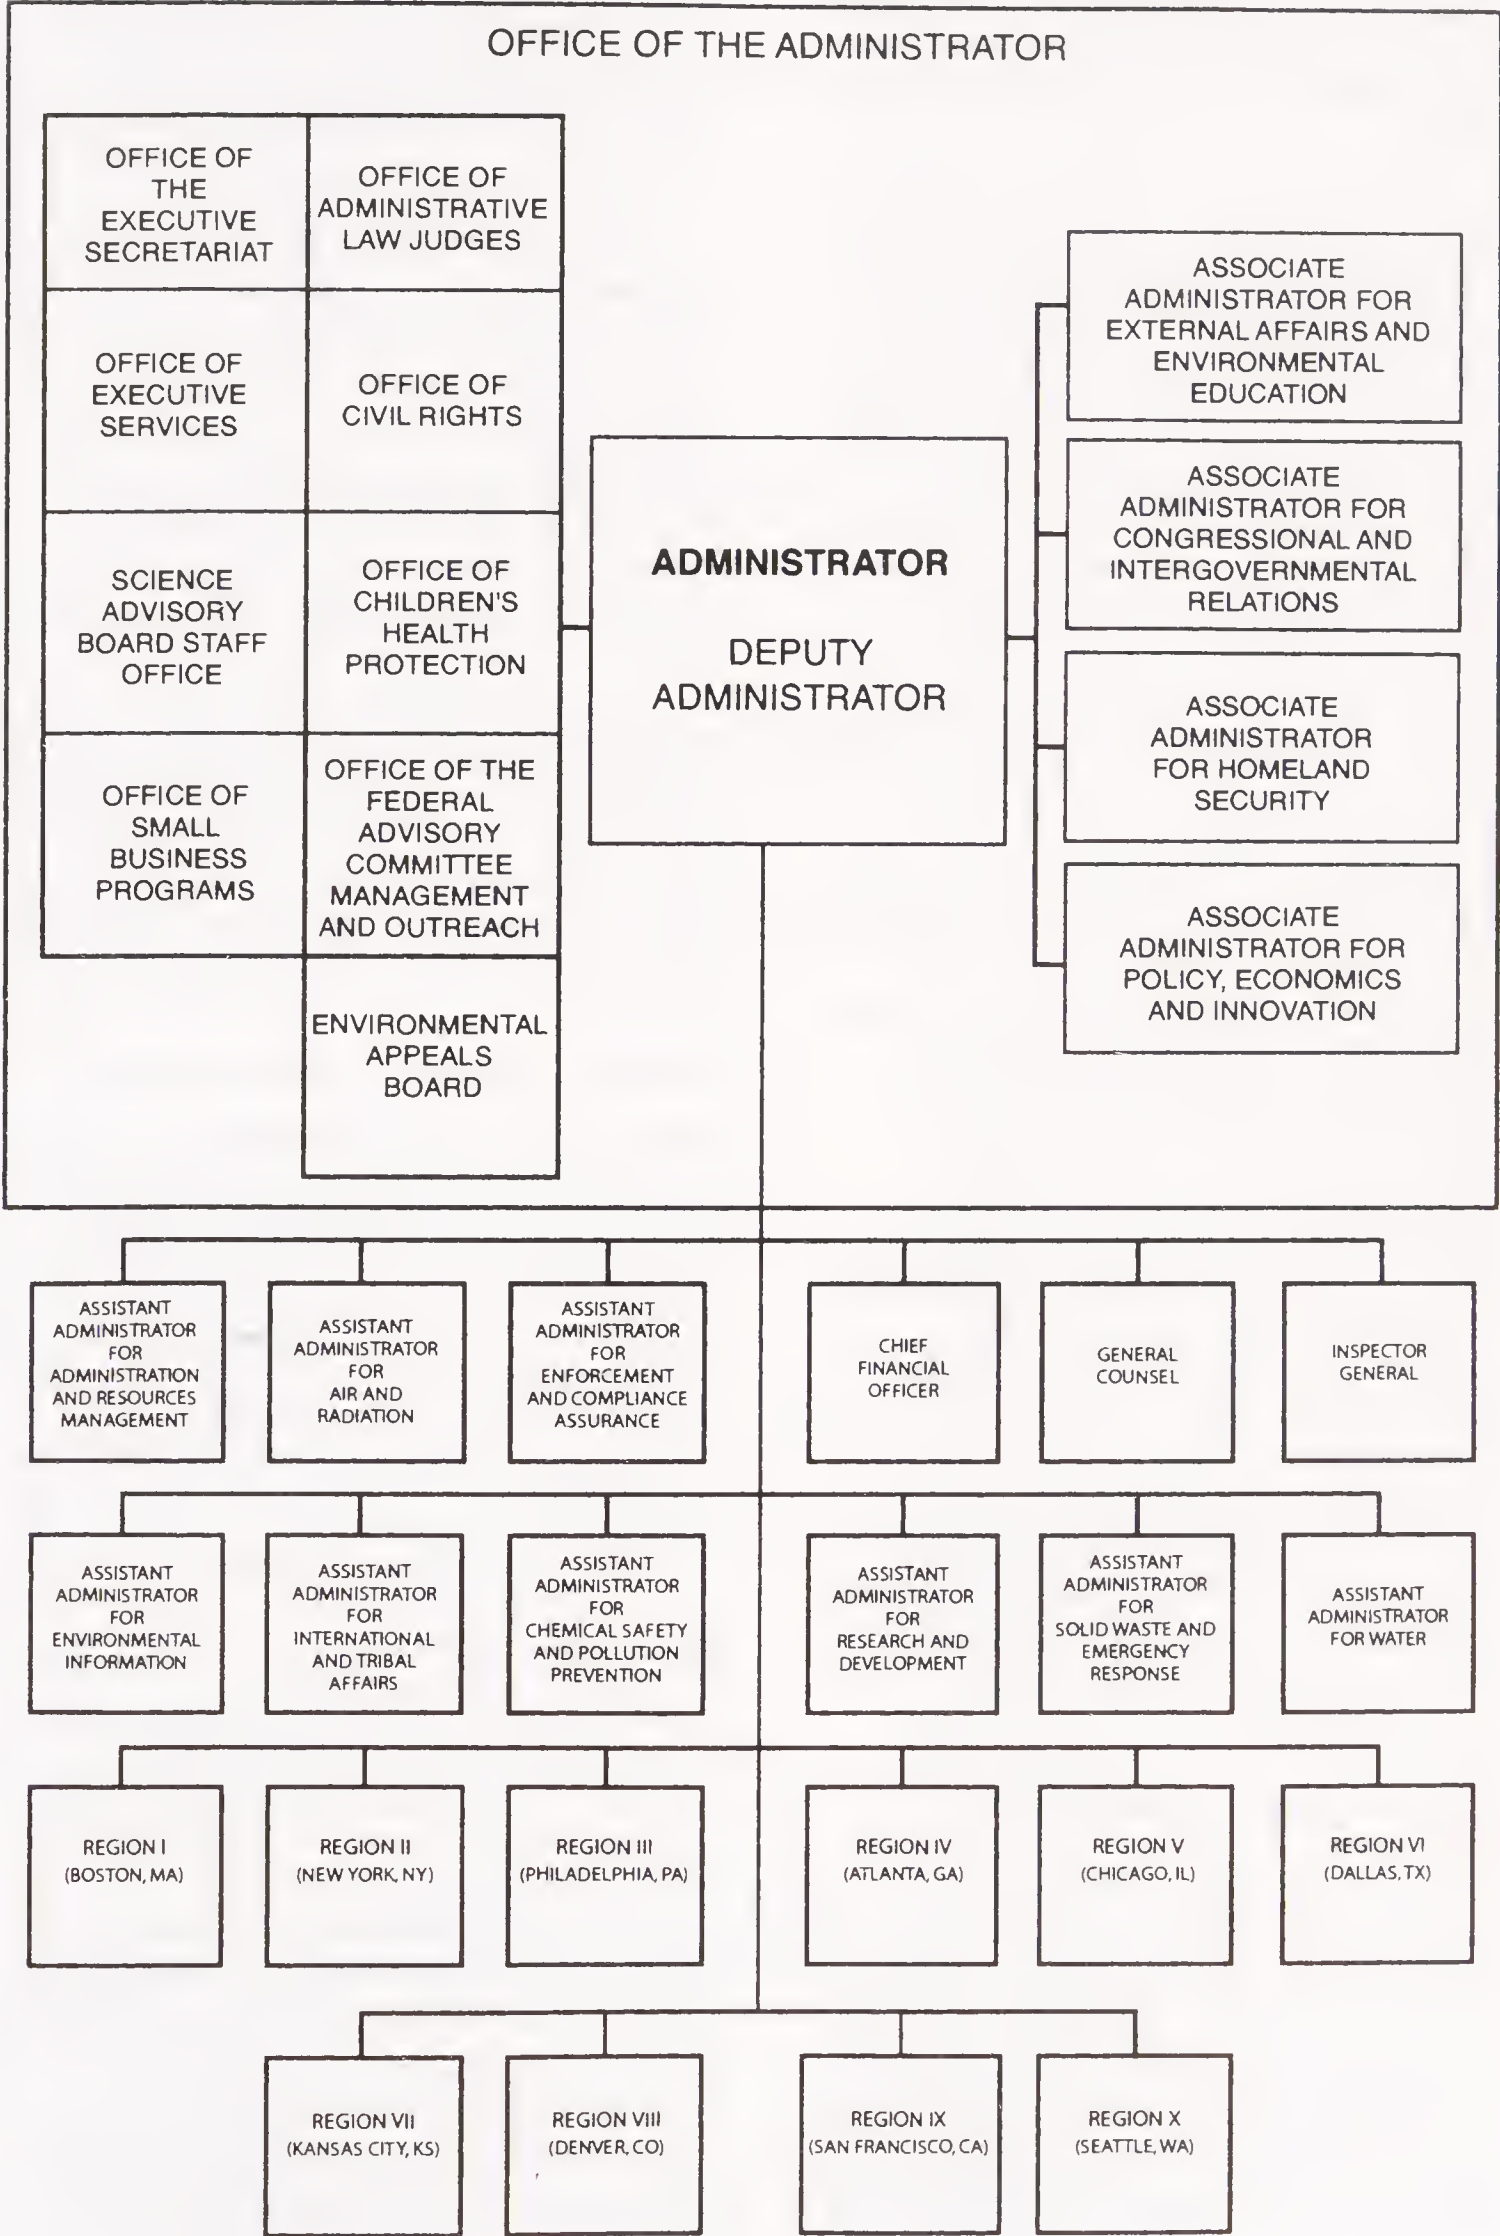 OFFICE OF THE ADMINISTRATOR
OFFICE OF
THE
EXECUTIVE
SECRETARIAT
OFFICE OF
ADMINISTRATIVE
LAW JUDGES
OFFICE OF
EXECUTIVE
SERVICES
OFFICE OF
CIVIL RIGHTS
SCIENCE
ADVISORY
BOARD STAFF
OFFICE
OFFICE OF
CHILDREN'S
HEALTH
PROTECTION
OFFICE OF
SMALL
BUSINESS
PROGRAMS
OFFICE OF THE
FEDERAL
ADVISORY
COMMITTEE
MANAGEMENT
AND OUTREACH
ENVIRONMENTAL
APPEALS
BOARD
ADMINISTRATOR
DEPUTY
ADMINISTRATOR
ASSOCIATE
ADMINISTRATOR FOR
EXTERNAL AFFAIRS AND
ENVIRONMENTAL
EDUCATION
ASSOCIATE
ADMINISTRATOR FOR
CONGRESSIONAL AND
INTERGOVERNMENTAL
RELATIONS
ASSOCIATE
ADMINISTRATOR
FOR HOMELAND
SECURITY
ASSOCIATE
ADMINISTRATOR FOR
POLICY, ECONOMICS
AND INNOVATION
ASSISTANT
ADMINISTRATOR
FOR
ADMINISTRATION
AND RESOURCES
MANAGEMENT
ASSISTANT
ADMINISTRATOR
FOR
AIR AND
RADIATION
ASSISTANT
ADMINISTRATOR
FOR
ENFORCEMENT
AND COMPLIANCE
ASSURANCE
CHIEF
FINANCIAL
OFFICER
GENERAL
COUNSEL
INSPECTOR
GENERAL
ASSISTANT
ADMINISTRATOR
FOR
ENVIRONMENTAL
INFORMATION
ASSISTANT
ADMINISTRATOR
FOR
INTERNATIONAL
AND TRIBAL
AFFAIRS
ASSISTANT
ADMINISTRATOR
FOR
CHEMICAL SAFETY
AND POLLUTION
PREVENTION
ASSISTANT
ADMINISTRATOR
FOR
RESEARCH AND
DEVELOPMENT
ASSISTANT
ADMINISTRATOR
FOR
SOLID WASTE AND
EMERGENCY
RESPONSE
ASSISTANT
ADMINISTRATOR
FOR WATER
REGION I
(BOSTON, MA)
REGION II
(NEW YORK, NY)
REGION III
(PHILADELPHIA, PA)
REGION IV
(ATLANTA, GA)
REGION V
(CHICAGO, IL)
REGION VI
(DALLAS, TX)
REGION VII
(KANSAS CITY, KS)
REGION VIII
(DENVER, CO)
REGION IX
(SAN FRANCISCO, CA)
REGION X
(SEATTLE, WA)